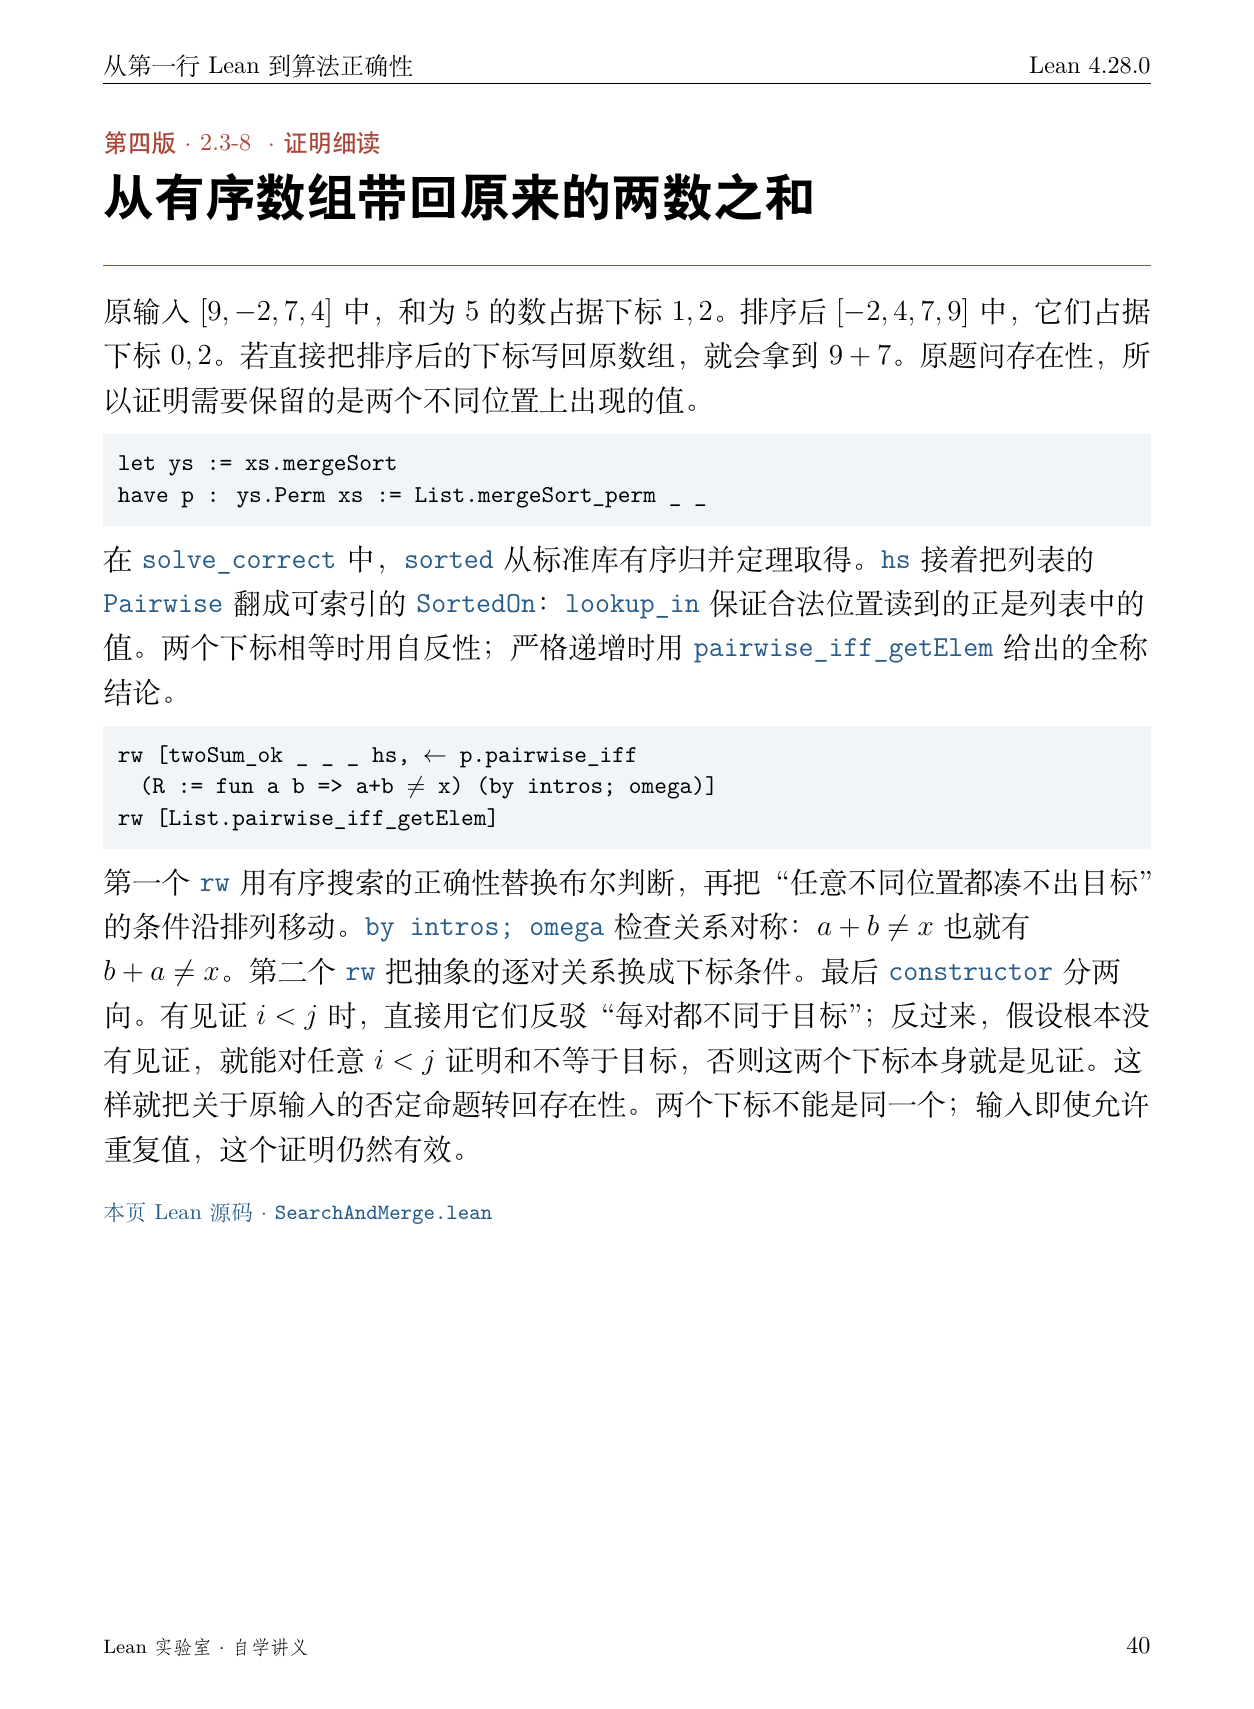 从第一行 Lean 到算法正确性
Lean 4.28.0
第四版 · 2.3-8 · 证明细读
从有序数组带回原来的两数之和
原输入 [9, −2, 7, 4] 中，和为 5 的数占据下标 1, 2。排序后 [−2, 4, 7, 9] 中，它们占据
下标 0, 2。若直接把排序后的下标写回原数组，就会拿到 9 + 7。原题问存在性，所
以证明需要保留的是两个不同位置上出现的值。
let ys := xs.mergeSort
have p : ys.Perm xs := List.mergeSort_perm _ _
在 solve_correct 中，sorted 从标准库有序归并定理取得。hs 接着把列表的
Pairwise 翻成可索引的 SortedOn：lookup_in 保证合法位置读到的正是列表中的
值。两个下标相等时用自反性；严格递增时用 pairwise_iff_getElem 给出的全称
结论。
rw [twoSum_ok _ _ _ hs, ← p.pairwise_iff
  (R := fun a b => a+b ≠ x) (by intros; omega)]
rw [List.pairwise_iff_getElem]
第一个 rw 用有序搜索的正确性替换布尔判断，再把“任意不同位置都凑不出目标”
的条件沿排列移动。by intros; omega 检查关系对称：a + b ≠ x 也就有
b + a ≠ x。第二个 rw 把抽象的逐对关系换成下标条件。最后 constructor 分两
向。有见证 i < j 时，直接用它们反驳“每对都不同于目标”；反过来，假设根本没
有见证，就能对任意 i < j 证明和不等于目标，否则这两个下标本身就是见证。这
样就把关于原输入的否定命题转回存在性。两个下标不能是同一个；输入即使允许
重复值，这个证明仍然有效。
本页 Lean 源码 · SearchAndMerge.lean
Lean 实验室 · 自学讲义
40